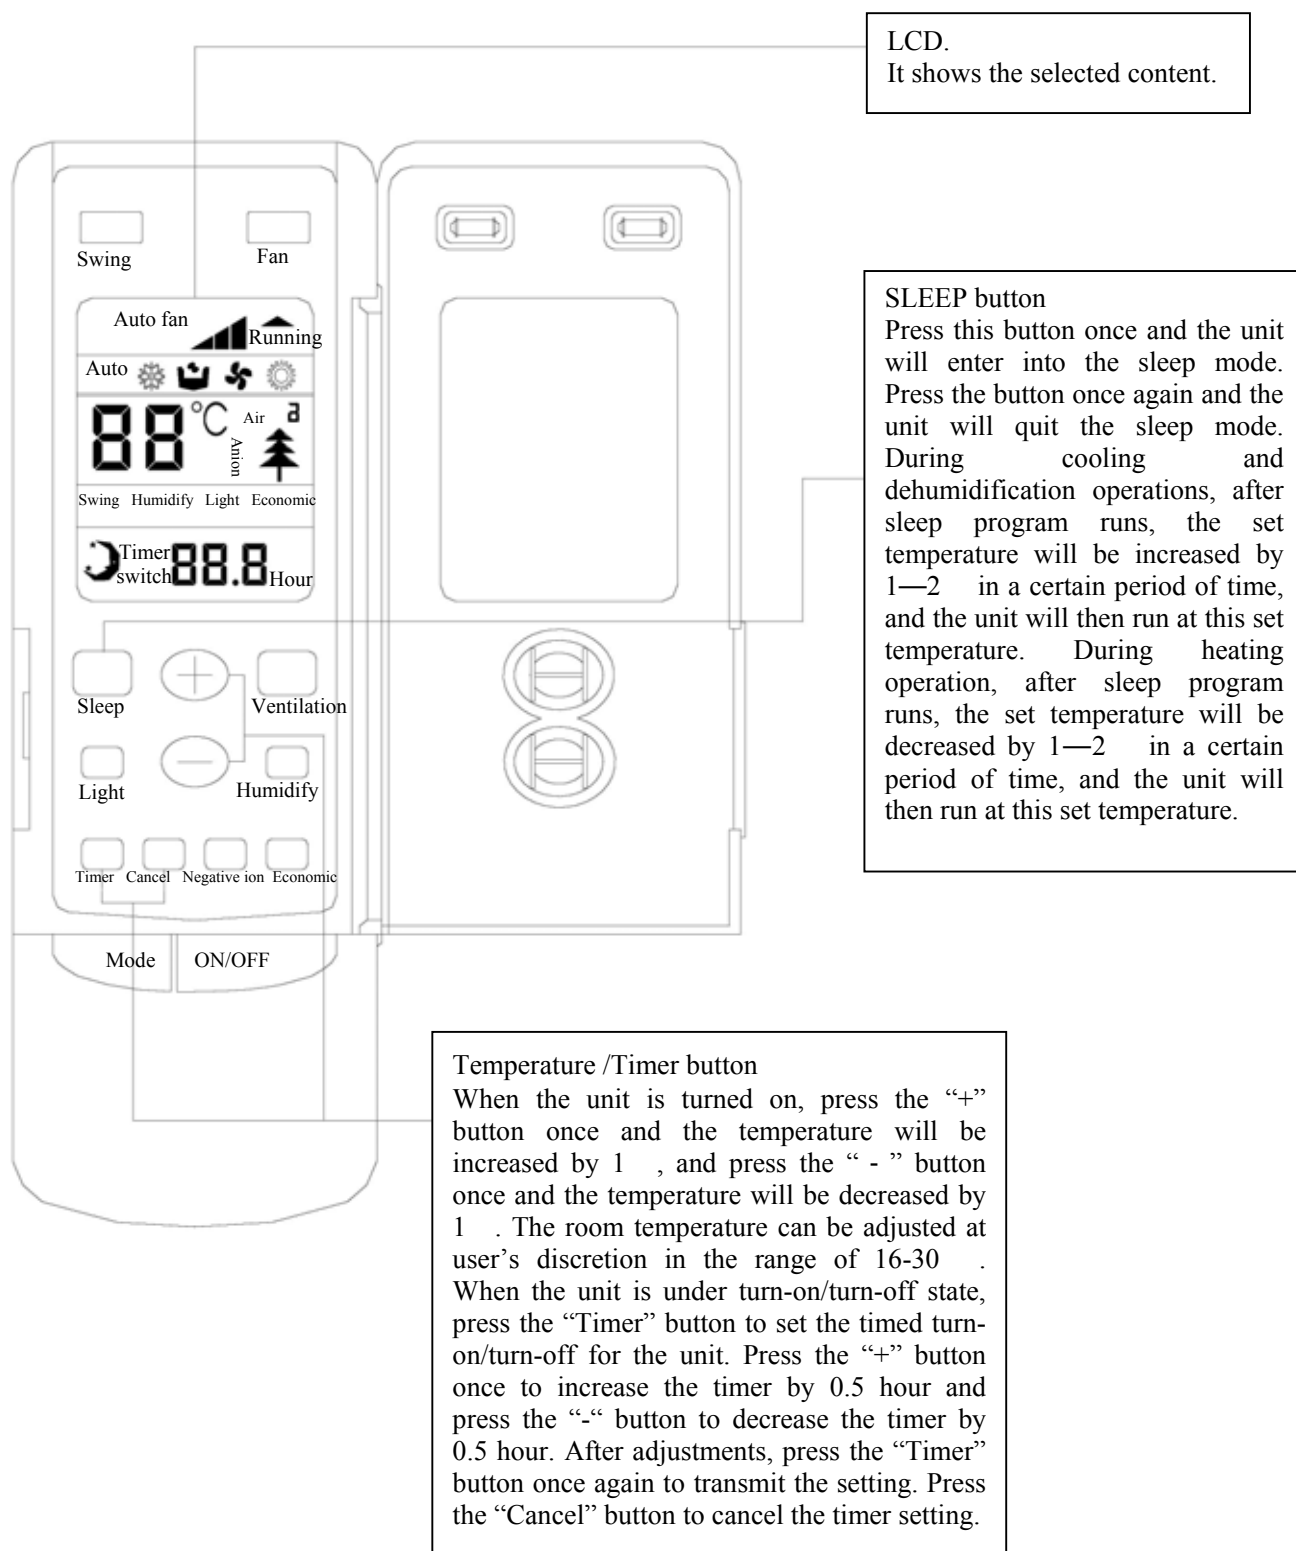 LCD.
It shows the selected content.
Swing
Fan
Auto fan
Running
Auto
88°C
Air
a
Anion
Swing Humidify Light Economic
Timer
switch 88.8 Hour
Sleep
+
Ventilation
Light
−
Humidify
Timer Cancel Negative ion Economic
Mode ON/OFF
SLEEP button
Press this button once and the unit
will enter into the sleep mode.
Press the button once again and the
unit will quit the sleep mode.
During cooling and
dehumidification operations, after
sleep program runs, the set
temperature will be increased by
1—2 in a certain period of time,
and the unit will then run at this set
temperature. During heating
operation, after sleep program
runs, the set temperature will be
decreased by 1—2 in a certain
period of time, and the unit will
then run at this set temperature.
Temperature /Timer button
When the unit is turned on, press the “+”
button once and the temperature will be
increased by 1 , and press the “ - ” button
once and the temperature will be decreased by
1 . The room temperature can be adjusted at
user’s discretion in the range of 16-30 .
When the unit is under turn-on/turn-off state,
press the “Timer” button to set the timed turn-
on/turn-off for the unit. Press the “+” button
once to increase the timer by 0.5 hour and
press the “-“ button to decrease the timer by
0.5 hour. After adjustments, press the “Timer”
button once again to transmit the setting. Press
the “Cancel” button to cancel the timer setting.